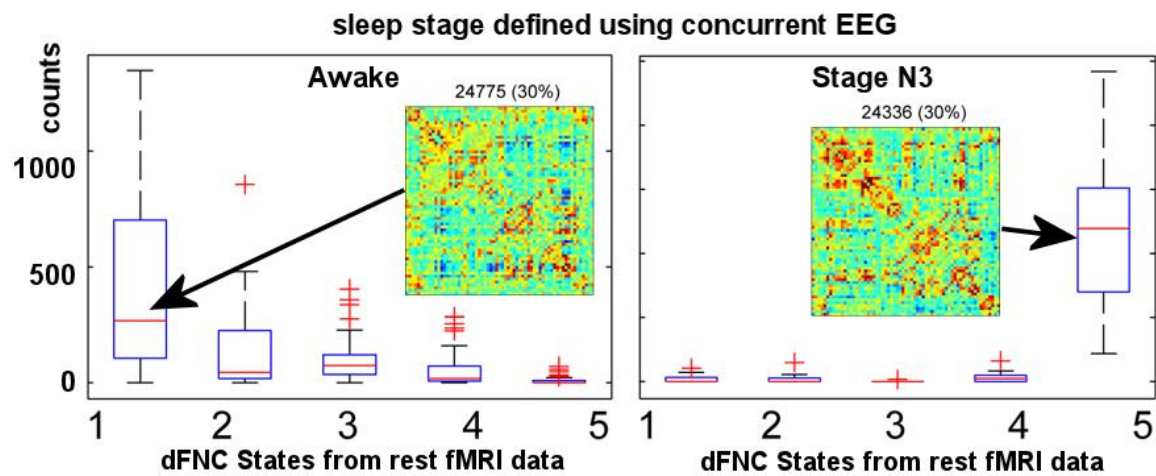 sleep stage defined using concurrent EEG
counts
Awake
24775 (30%)
Stage N3
24336 (30%)
1000
500
0
1 2 3 4 5
1 2 3 4 5
dFNC States from rest fMRI data
dFNC States from rest fMRI data